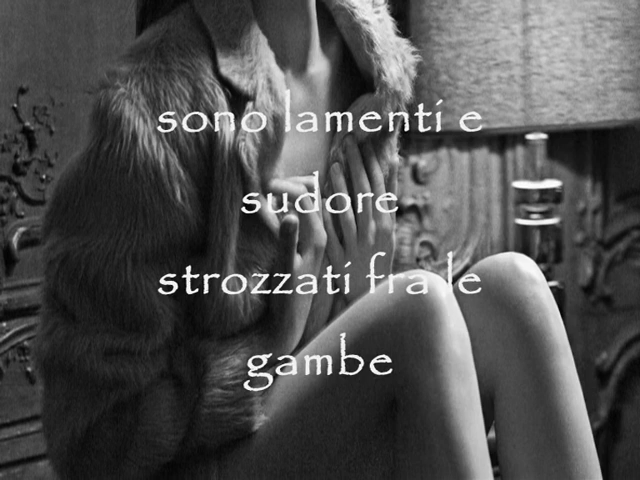 sono lamenti e
sudore
strozzati fra le
gambe